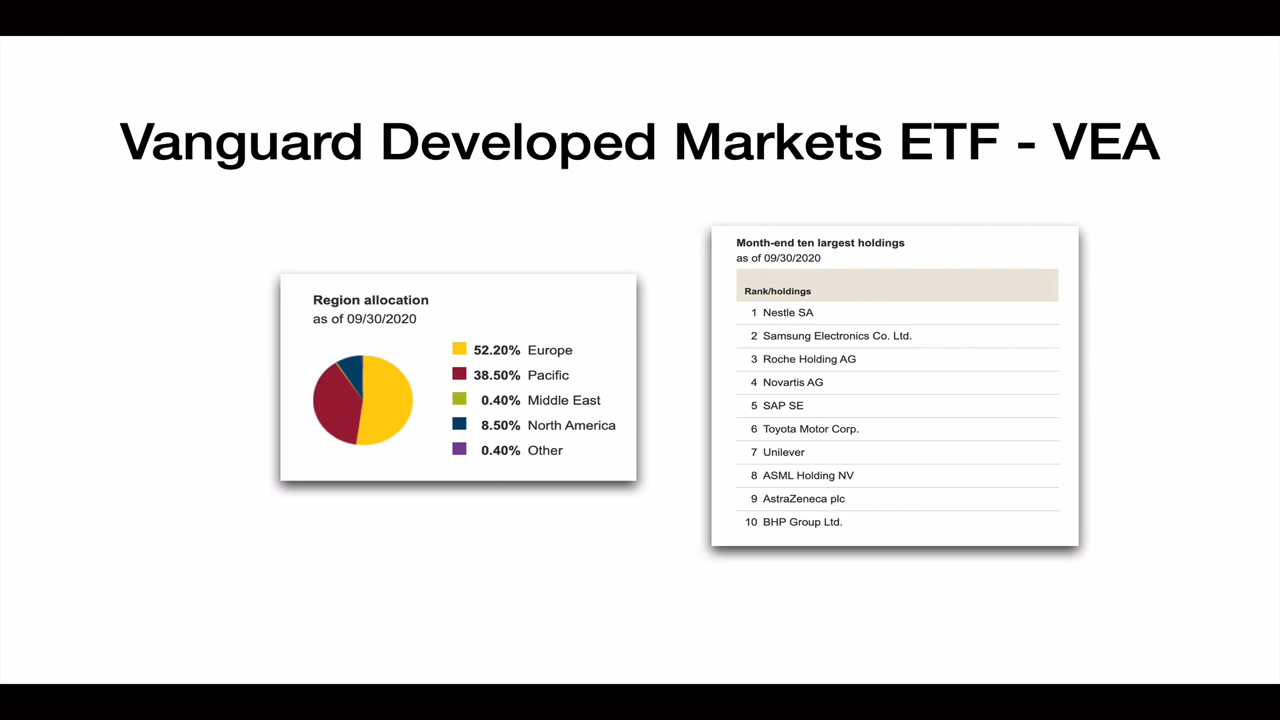 Vanguard Developed Markets ETF - VEA
Region allocation
as of 09/30/2020
52.20% Europe
38.50% Pacific
0.40% Middle East
8.50% North America
0.40% Other
Month-end ten largest holdings
as of 09/30/2020
Rank/holdings
1 Nestle SA
2 Samsung Electronics Co. Ltd.
3 Roche Holding AG
4 Novartis AG
5 SAP SE
6 Toyota Motor Corp.
7 Unilever
8 ASML Holding NV
9 AstraZeneca plc
10 BHP Group Ltd.